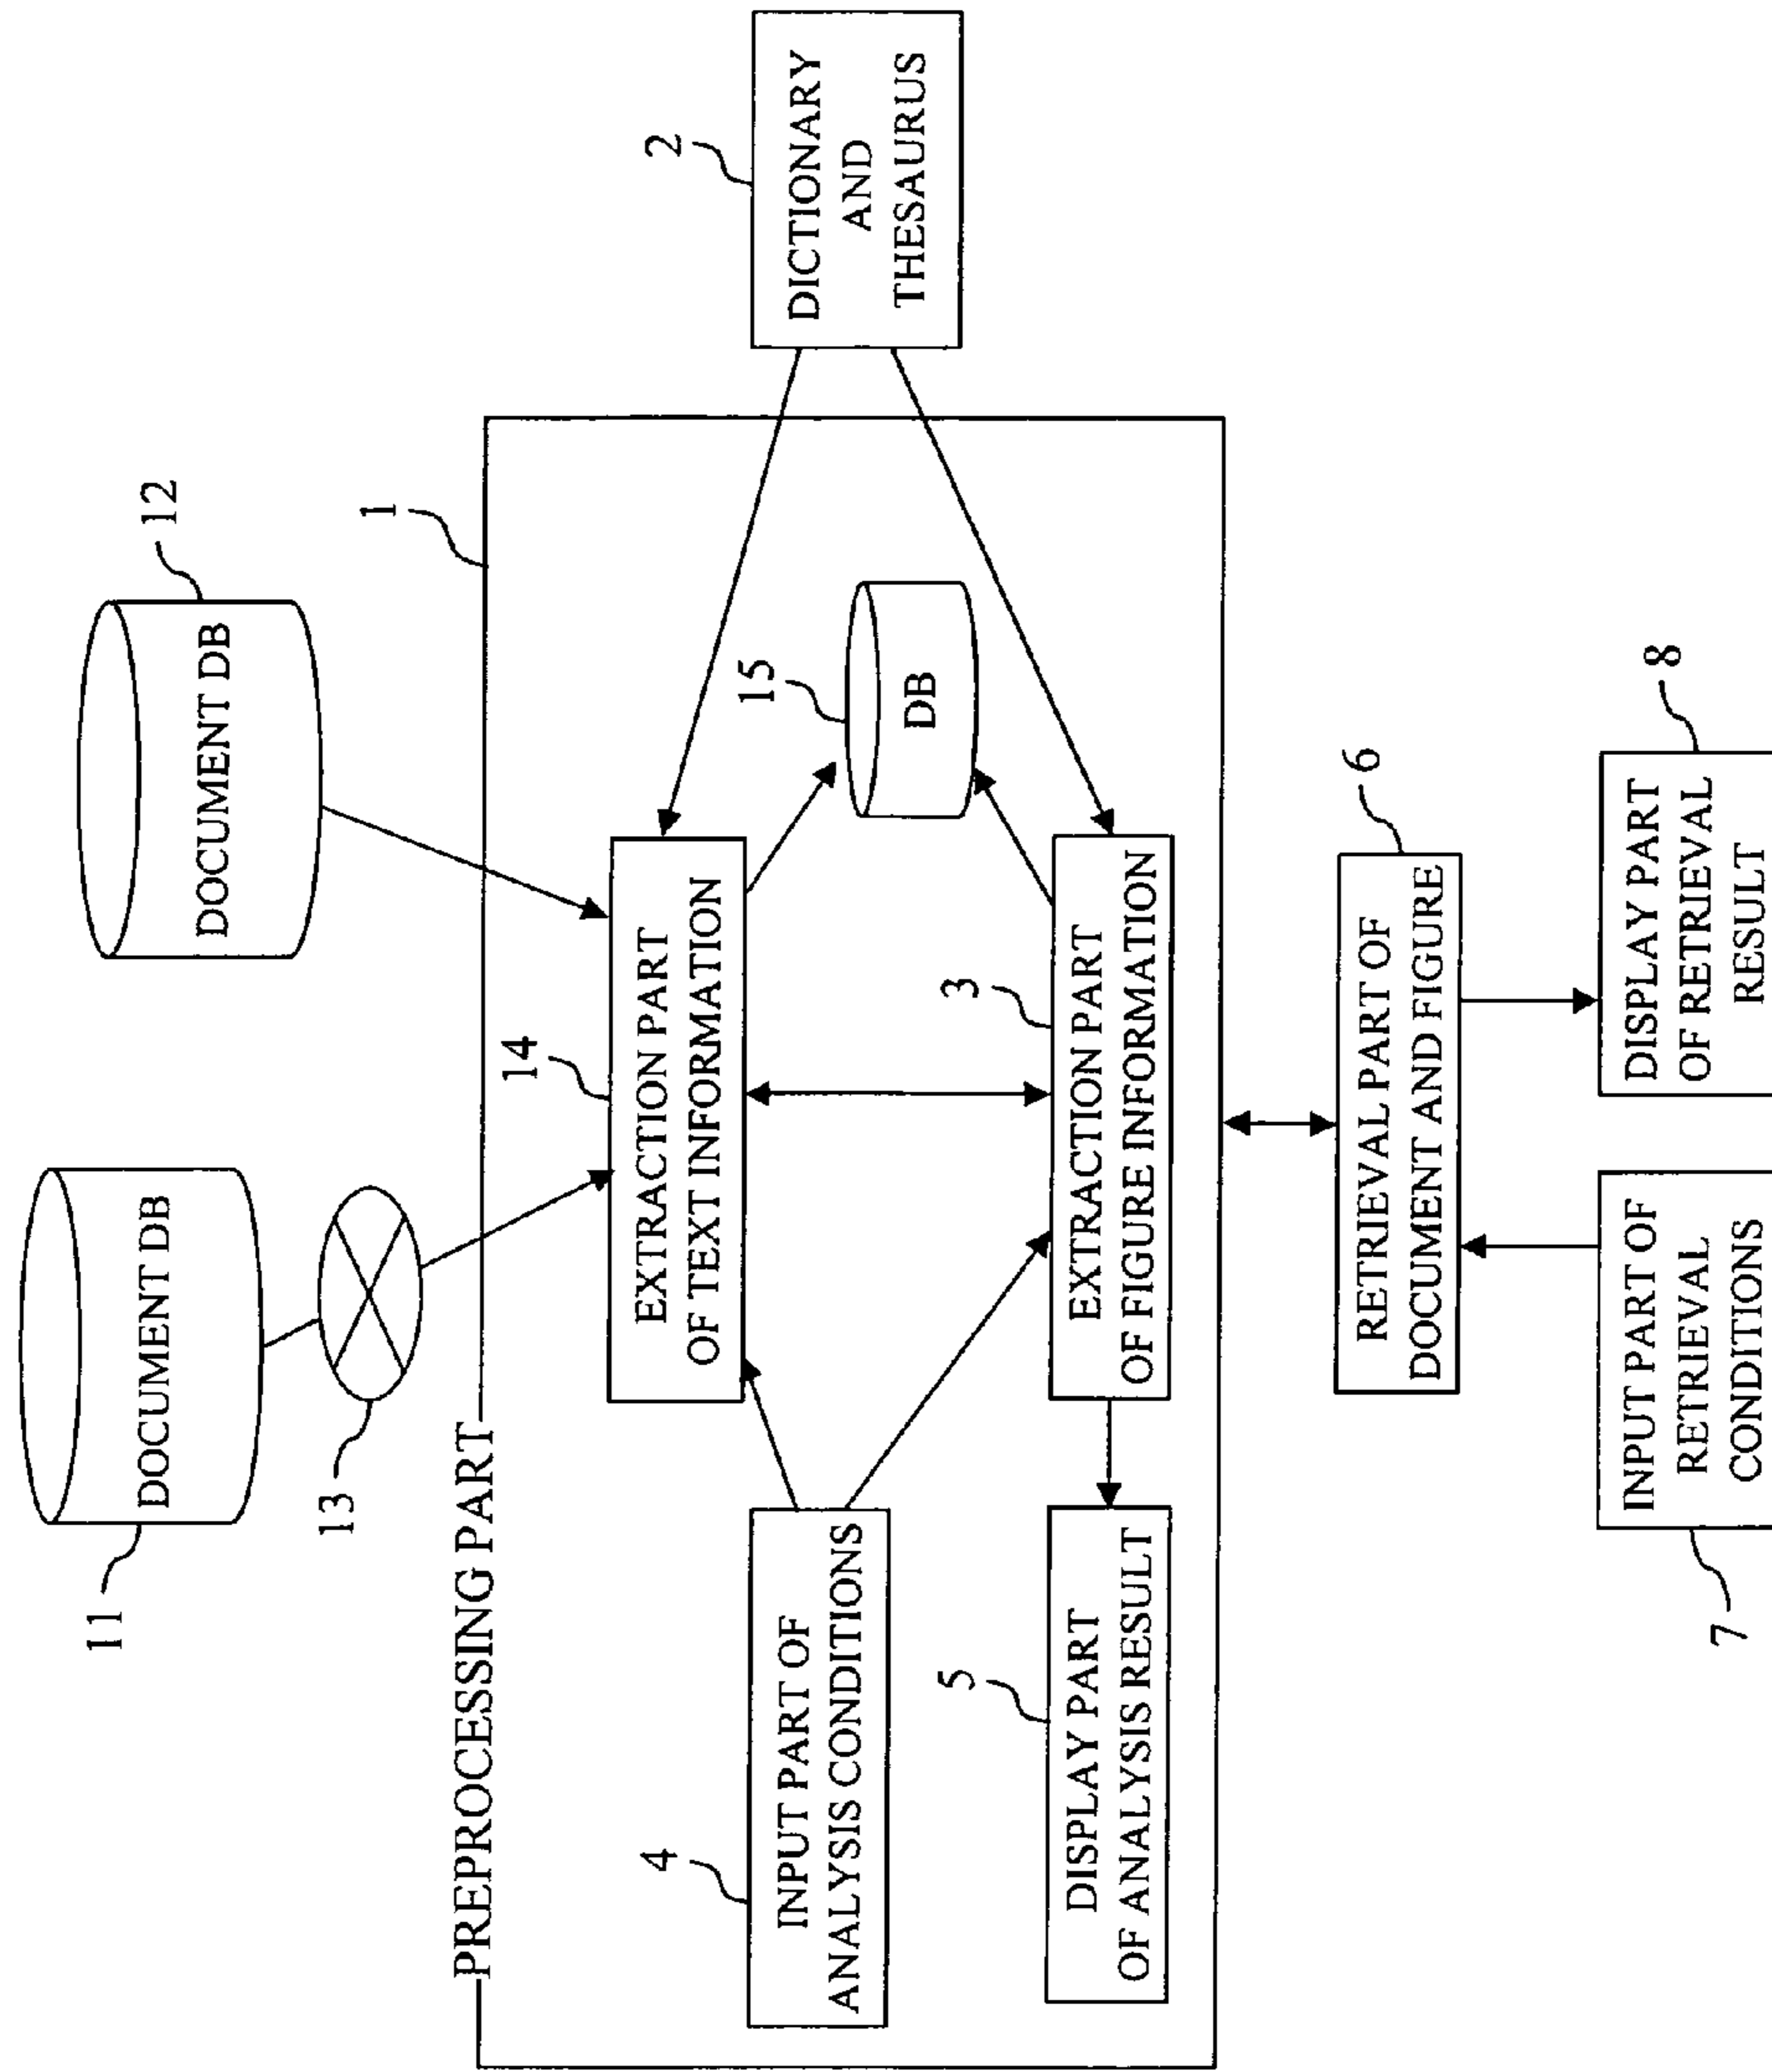 11
DOCUMENT DB
12
DOCUMENT DB
13
PREPROCESSING PART
1
14
EXTRACTION PART
OF TEXT INFORMATION
4
INPUT PART OF
ANALYSIS CONDITIONS
15
DB
2
DICTIONARY
AND
THESAURUS
5
DISPLAY PART
OF ANALYSIS RESULT
3
EXTRACTION PART
OF FIGURE INFORMATION
6
RETRIEVAL PART OF
DOCUMENT AND FIGURE
7
INPUT PART OF
RETRIEVAL
CONDITIONS
8
DISPLAY PART
OF RETRIEVAL
RESULT